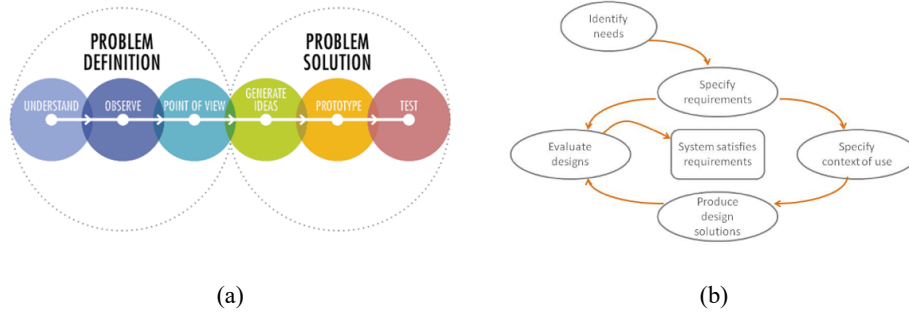 PROBLEM
DEFINITION
PROBLEM
SOLUTION
UNDERSTAND
OBSERVE
POINT OF VIEW
GENERATE
IDEAS
PROTOTYPE
TEST
(a)
Identify
needs
Specify
requirements
Evaluate
designs
System satisfies
requirements
Specify
context of use
Produce
design
solutions
(b)